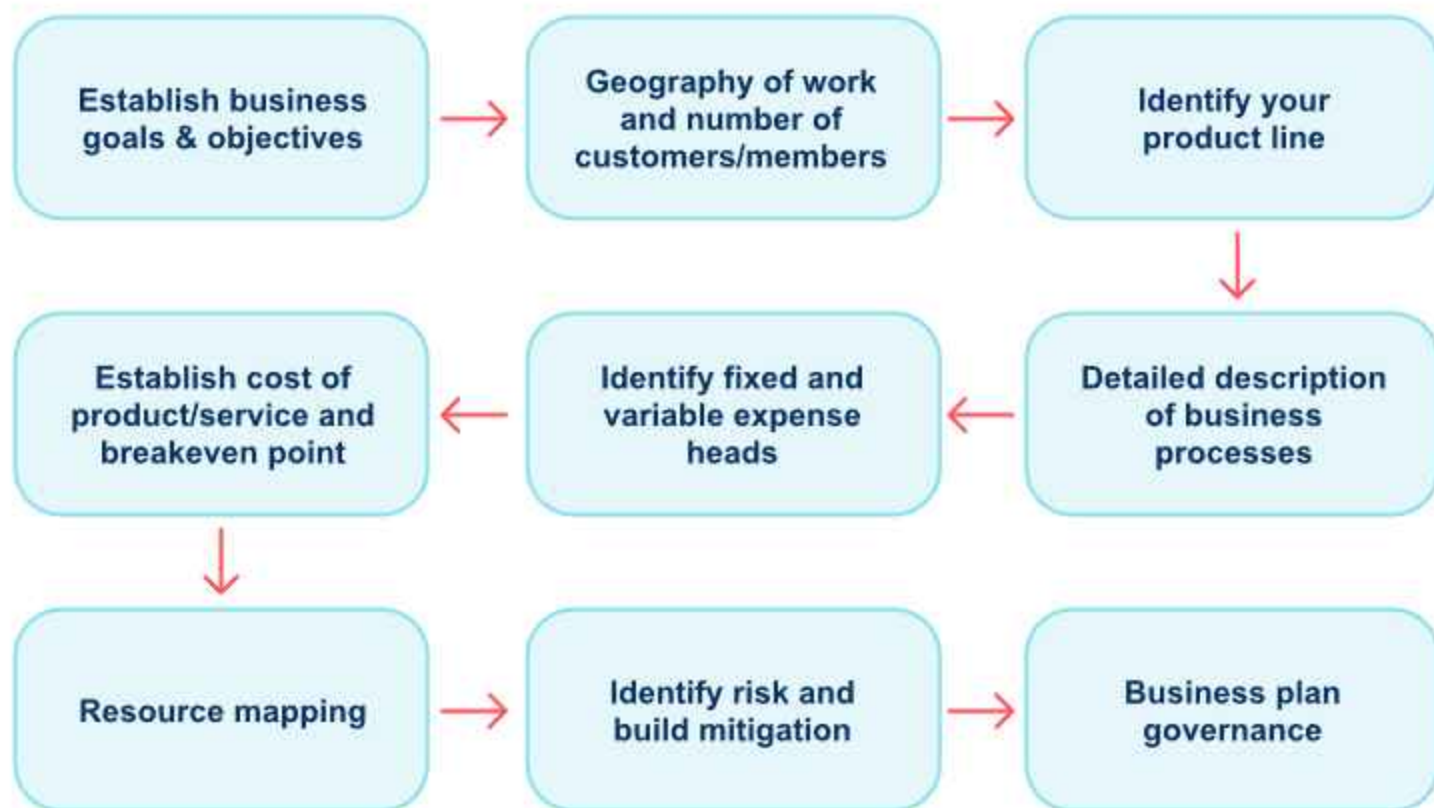 Establish business
goals & objectives
Geography of work
and number of
customers/members
Identify your
product line
Detailed description
of business
processes
Identify fixed and
variable expense
heads
Establish cost of
product/service and
breakeven point
Resource mapping
Identify risk and
build mitigation
Business plan
governance